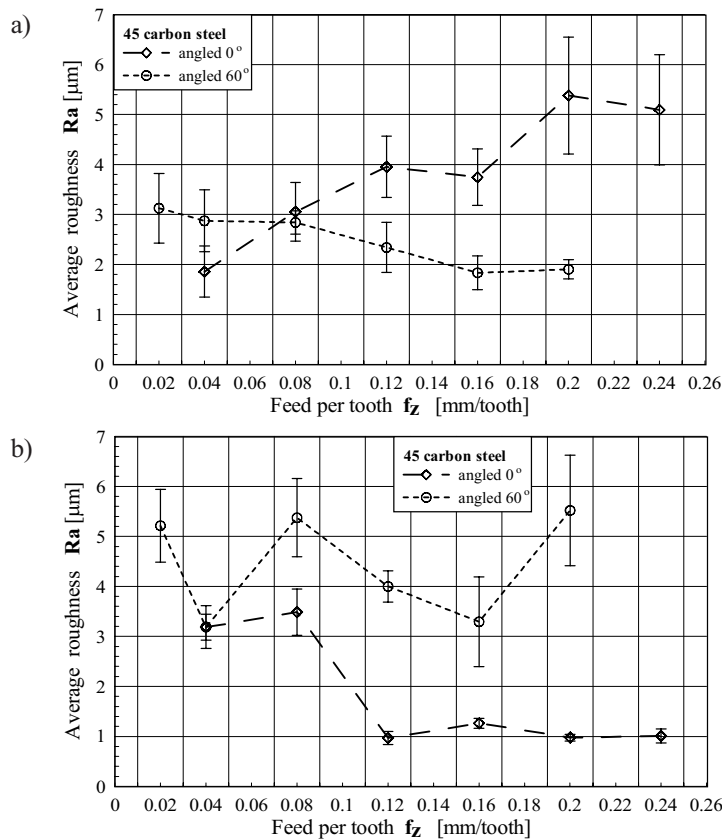 a)
7
6
5
4
3
2
1
0
Average roughness Ra [μm]
45 carbon steel
angled 0°
angled 60°
0 0.02 0.04 0.06 0.08 0.1 0.12 0.14 0.16 0.18 0.2 0.22 0.24 0.26
Feed per tooth fz [mm/tooth]
b)
7
6
5
4
3
2
1
0
Average roughness Ra [μm]
45 carbon steel
angled 0°
angled 60°
0 0.02 0.04 0.06 0.08 0.1 0.12 0.14 0.16 0.18 0.2 0.22 0.24 0.26
Feed per tooth fz [mm/tooth]